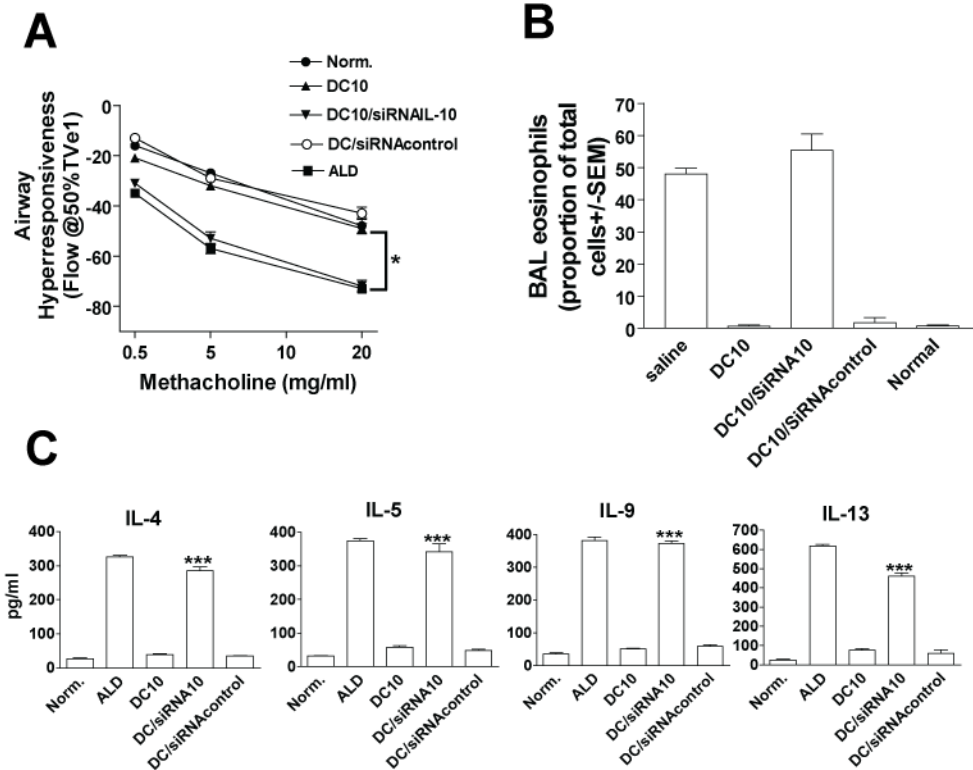 A
Norm.
DC10
DC10/siRNAIL-10
DC/siRNAcontrol
ALD
Airway
Hyperresponsiveness
(Flow @50%TVe1)
0
-20
-40
-60
-80
*
0.5 5 10 20
Methacholine (mg/ml)
B
BAL eosinophils
(proportion of total
cells+/-SEM)
70
60
50
40
30
20
10
0
saline DC10 DC10/SiRNA10 DC10/SiRNAcontrol Normal
C
IL-4
pg/ml
400
300
200
100
0
***
Norm. ALD DC10 DC/siRNA10 DC/siRNAcontrol
IL-5
400
300
200
100
0
***
Norm. ALD DC10 DC/siRNA10 DC/siRNAcontrol
IL-9
400
300
200
100
0
***
Norm. ALD DC10 DC/siRNA10 DC/siRNAcontrol
IL-13
700
600
500
400
300
200
100
0
***
Norm. ALD DC10 DC/siRNA10 DC/siRNAcontrol